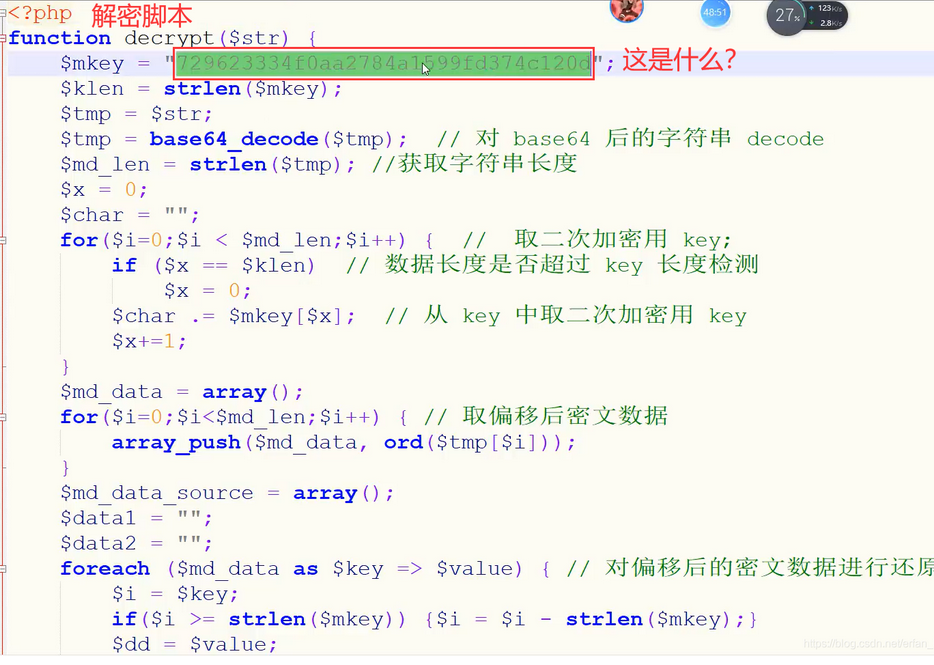 <?php 解密脚本
function decrypt($str) {
$mkey = "729623334f0aa2784a1599fd374c120d"; 这是什么?
$klen = strlen($mkey);
$tmp = $str;
$tmp = base64_decode($tmp); // 对 base64 后的字符串 decode
$md_len = strlen($tmp); //获取字符串长度
$x = 0;
$char = "";
for($i=0;$i < $md_len;$i++) { // 取二次加密用 key;
if ($x == $klen) // 数据长度是否超过 key 长度检测
$x = 0;
$char .= $mkey[$x]; // 从 key 中取二次加密用 key
$x+=1;
}
$md_data = array();
for($i=0;$i<$md_len;$i++) { // 取偏移后密文数据
array_push($md_data, ord($tmp[$i]));
}
$md_data_source = array();
$data1 = "";
$data2 = "";
foreach ($md_data as $key => $value) { // 对偏移后的密文数据进行还原
$i = $key;
if($i >= strlen($mkey)) {$i = $i - strlen($mkey);}
$dd = $value;
48:51
27%
123K/s
2.8K/s